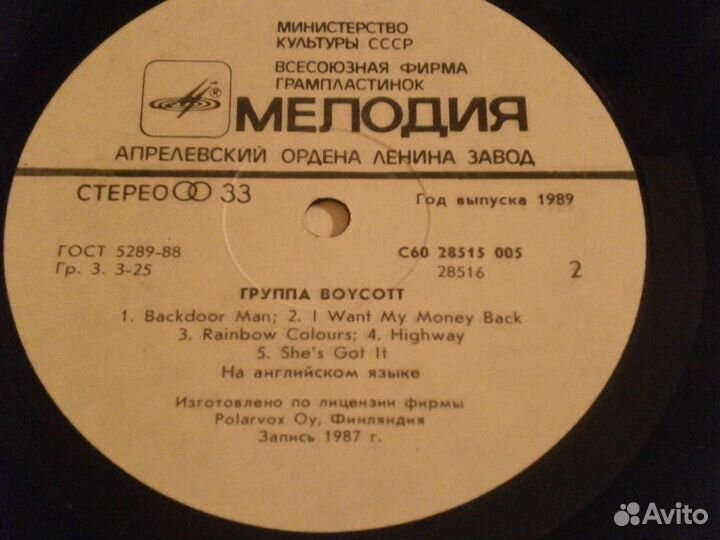 МИНИСТЕРСТВО
КУЛЬТУРЫ СССР
ВСЕСОЮЗНАЯ ФИРМА
ГРАМПЛАСТИНОК
®
МЕЛОДИЯ
АПРЕЛЕВСКИЙ ОРДЕНА ЛЕНИНА ЗАВОД
СТЕРЕО 33
Год выпуска 1989
ГОСТ 5289-88
Гр. 3. 3-25
С60 28515 005
28516
2
ГРУППА BOYCOTT
1. Backdoor Man; 2. I Want My Money Back
3. Rainbow Colours; 4. Highway
5. She's Got It
На английском языке
Изготовлено по лицензии фирмы
Polarvox Oy, Финляндия
Запись 1987 г.
Avito